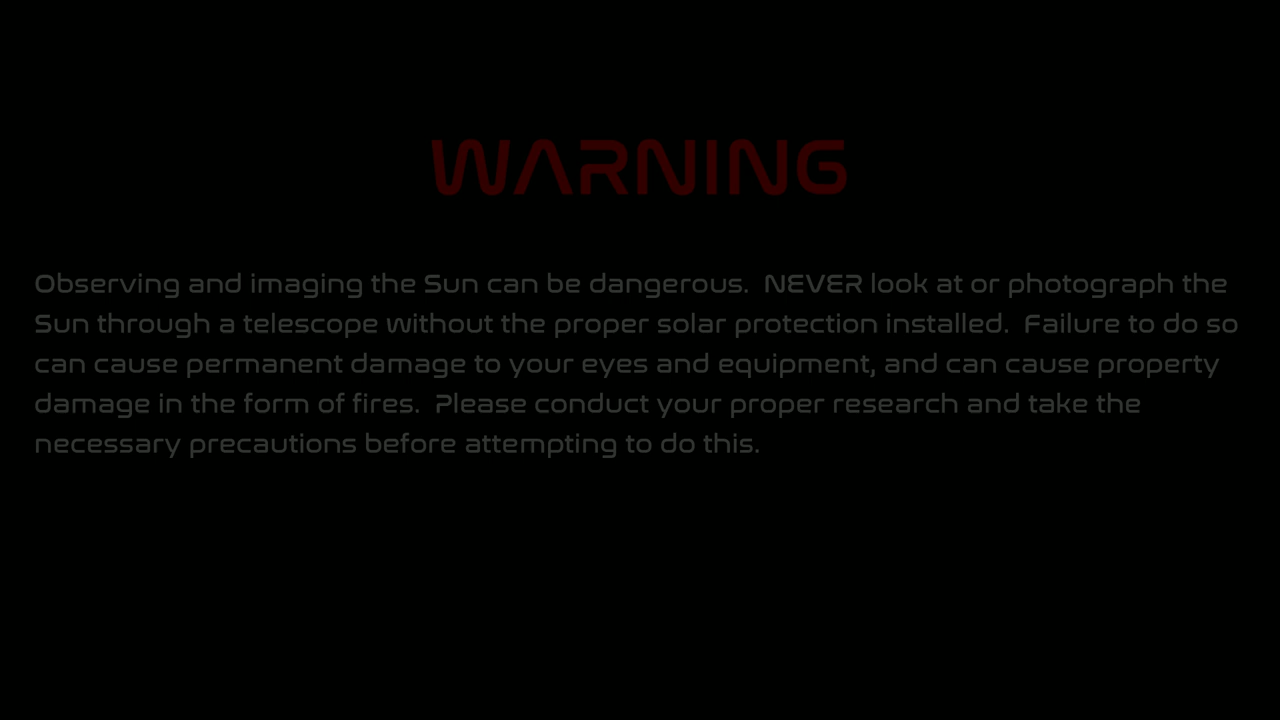 WARNING
Observing and imaging the Sun can be dangerous.  NEVER look at or photograph the
Sun through a telescope without the proper solar protection installed.  Failure to do so
can cause permanent damage to your eyes and equipment, and can cause property
damage in the form of fires.  Please conduct your proper research and take the
necessary precautions before attempting to do this.